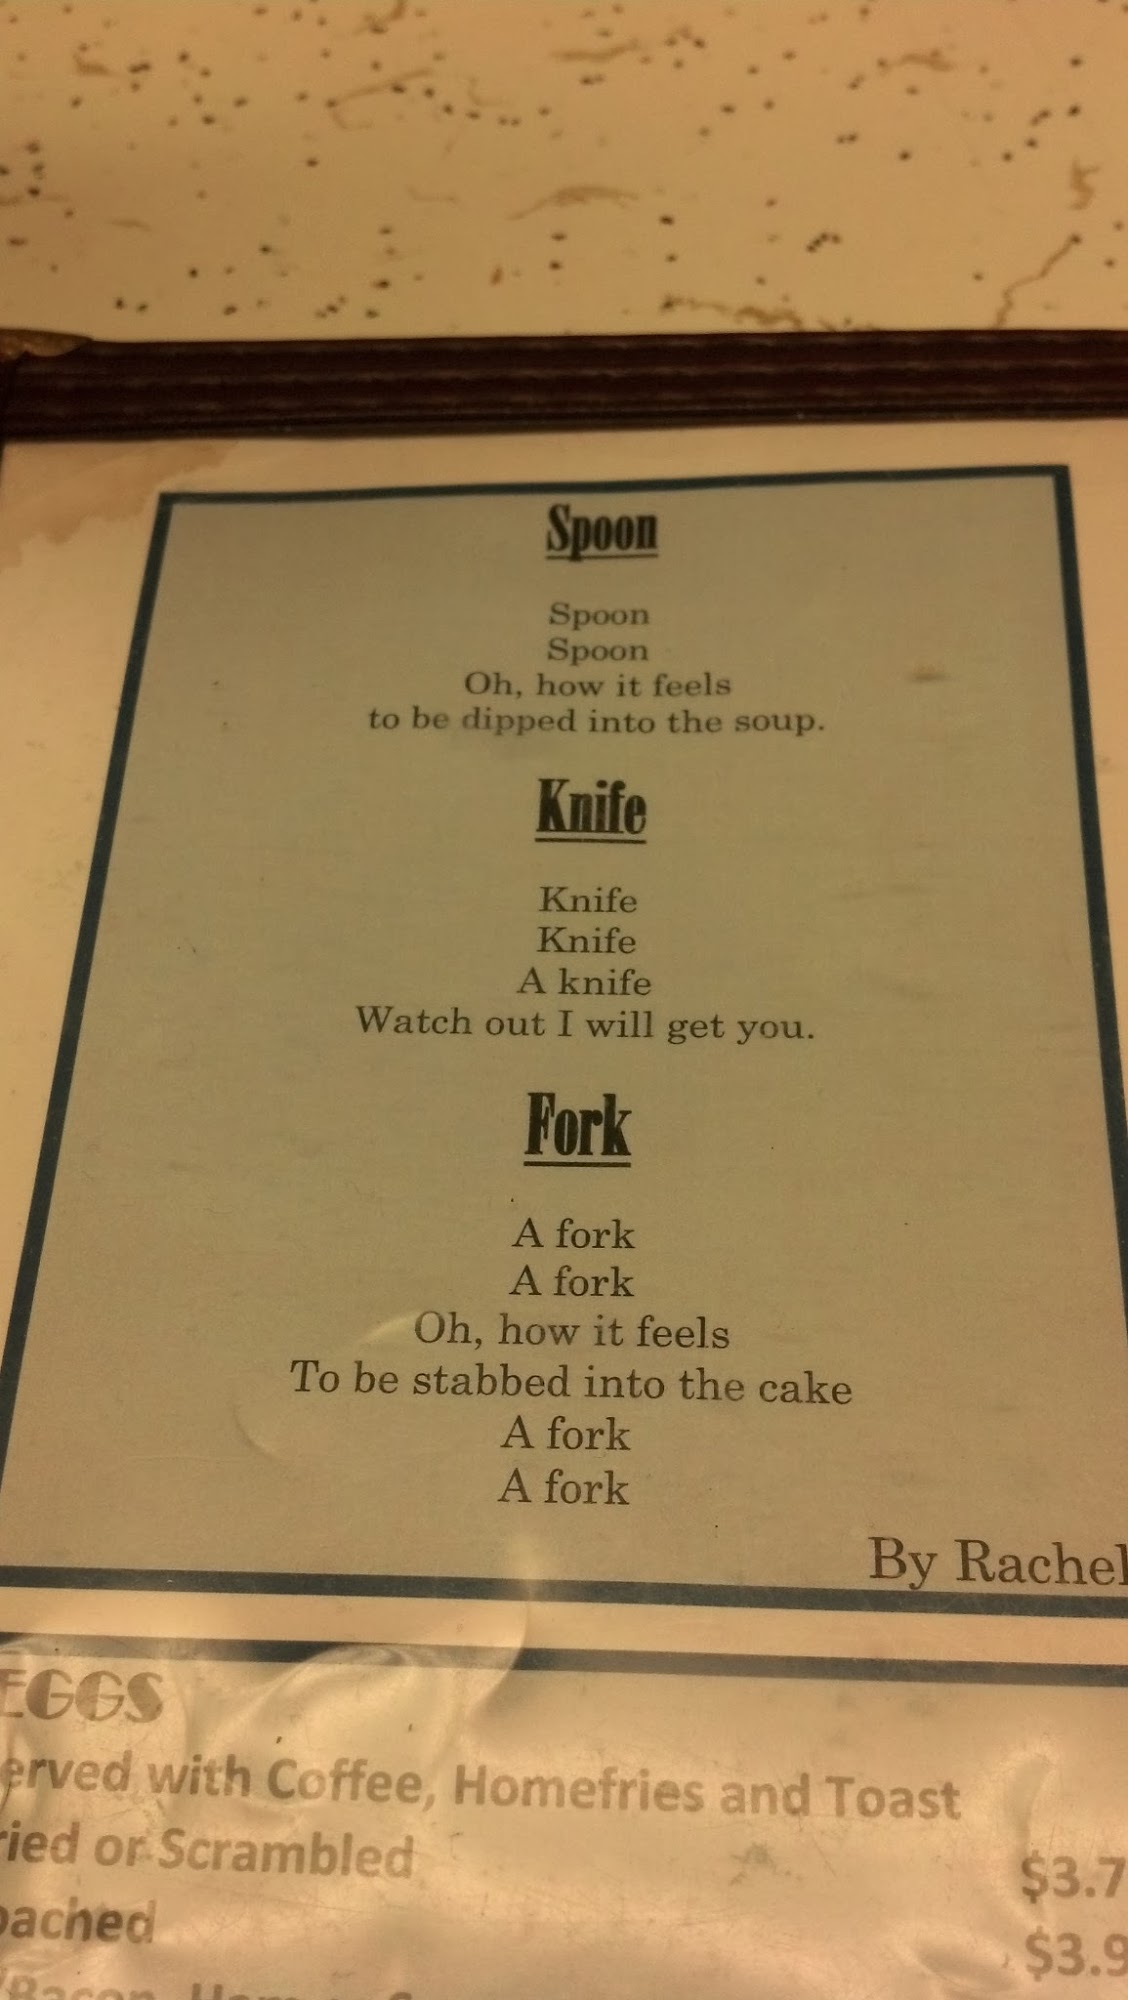 Spoon
Spoon
Spoon
Oh, how it feels
to be dipped into the soup.
Knife
Knife
Knife
A knife
Watch out I will get you.
Fork
A fork
A fork
Oh, how it feels
To be stabbed into the cake
A fork
A fork
By Rachel
EGGS
erved with Coffee, Homefries and Toast
ried or Scrambled $3.7
oached $3.9
Bacon,